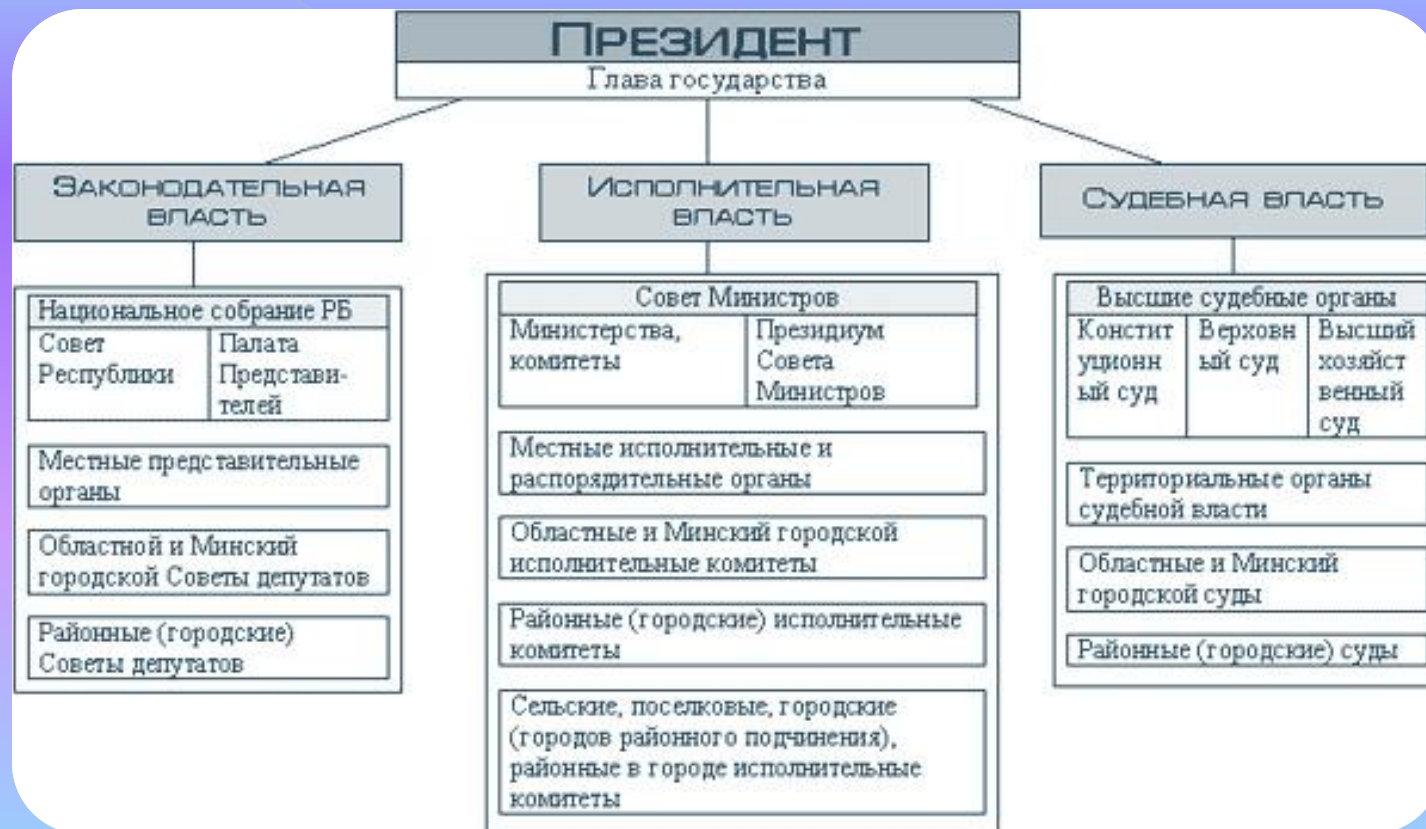 ПРЕЗИДЕНТ
Глава государства
ЗАКОНОДАТЕЛЬНАЯ
ВЛАСТЬ
Национальное собрание РБ
Совет
Республики
Палата
Представи-
телей
Местные представительные
органы
Областной и Минский
городской Советы депутатов
Районные (городские)
Советы депутатов
ИСПОЛНИТЕЛЬНАЯ
ВЛАСТЬ
Совет Министров
Министерства,
комитеты
Президиум
Совета
Министров
Местные исполнительные и
распорядительные органы
Областные и Минский городской
исполнительные комитеты
Районные (городские) исполнительные
комитеты
Сельские, поселковые, городские
(городов районного подчинения),
районные в городе исполнительные
комитеты
СУДЕБНАЯ ВЛАСТЬ
Высшие судебные органы
Констит
уционн
ый суд
Верховн
ый суд
Высший
хозяйст
венный
суд
Территориальные органы
судебной власти
Областные и Минский
городской суды
Районные (городские) суды